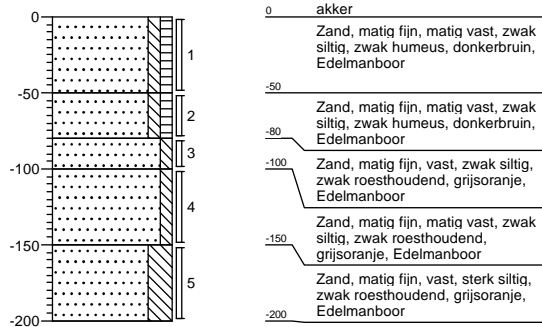 0
-50
-100
-150
-200
1
2
3
4
5
0 akker
Zand, matig fijn, matig vast, zwak
siltig, zwak humeus, donkerbruin,
Edelmanboor
-50
Zand, matig fijn, matig vast, zwak
siltig, zwak humeus, donkerbruin,
Edelmanboor
-80
Zand, matig fijn, vast, zwak siltig,
zwak roesthoudend, grijsoranje,
Edelmanboor
-100
Zand, matig fijn, matig vast, zwak
siltig, zwak roesthoudend,
grijsoranje, Edelmanboor
-150
Zand, matig fijn, vast, sterk siltig,
zwak roesthoudend, grijsoranje,
Edelmanboor
-200